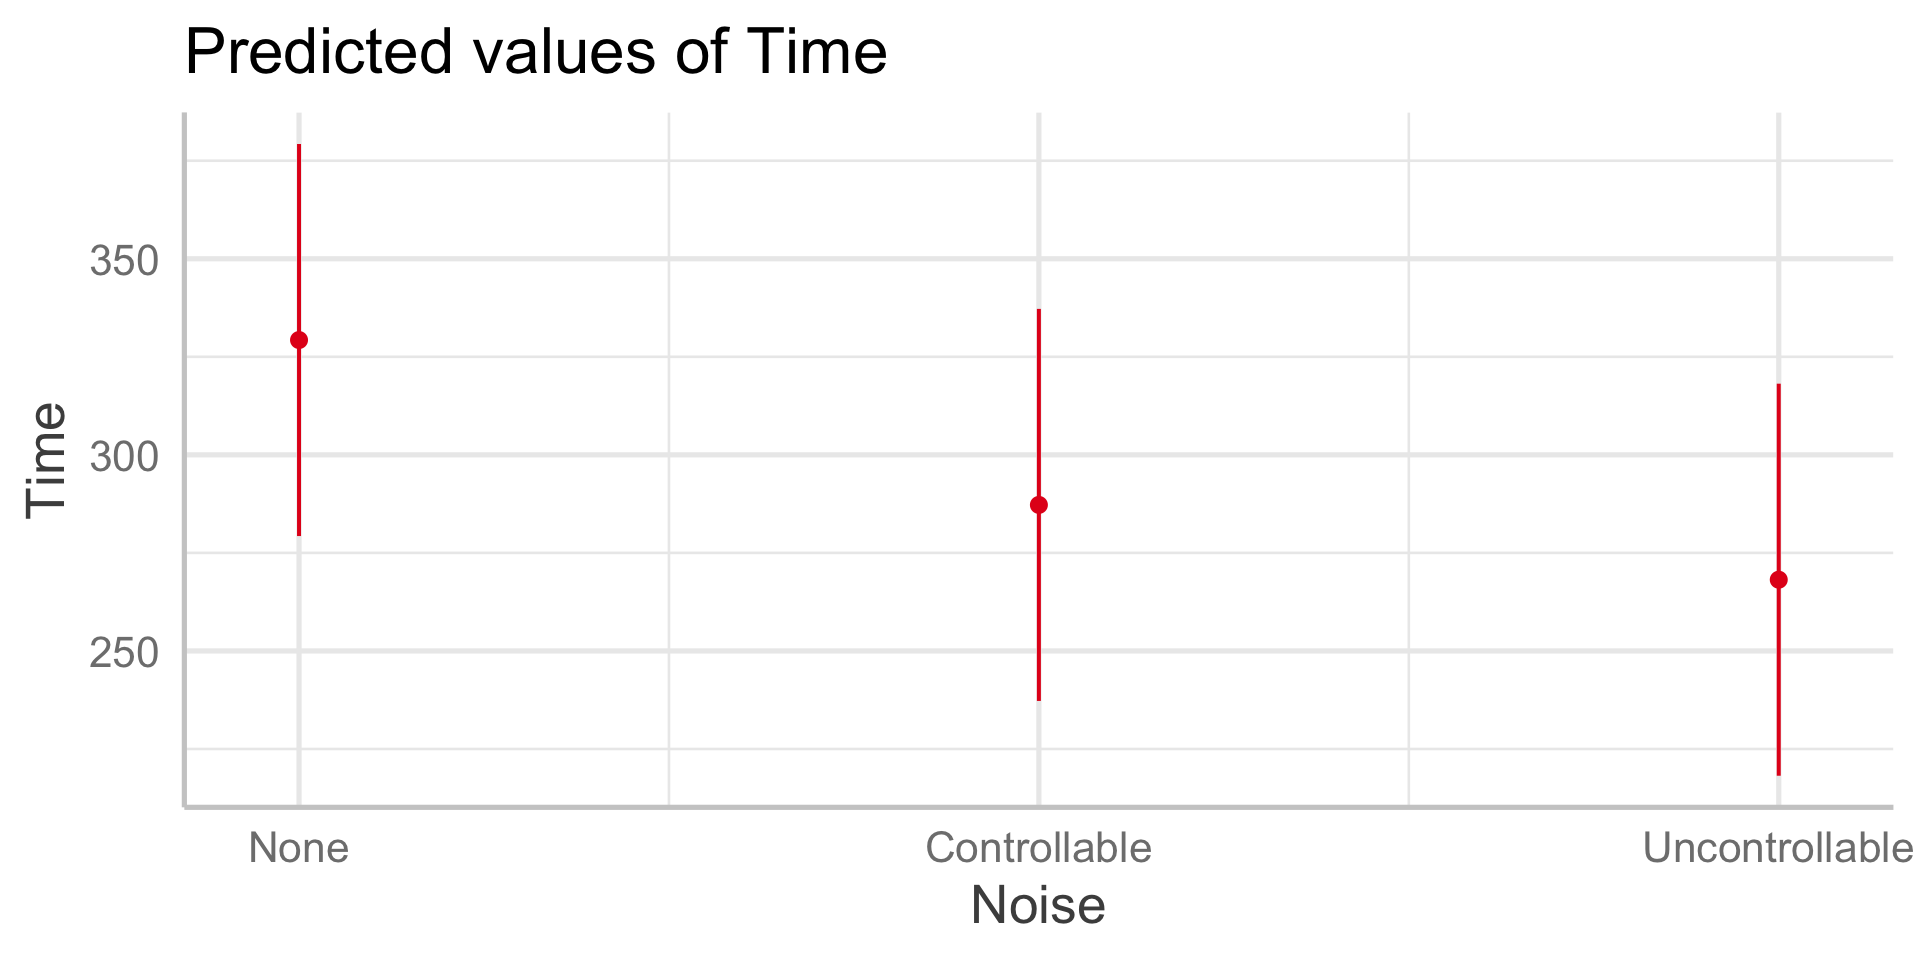 Predicted values of Time
350
300
250
Time
None Controllable Uncontrollable
Noise